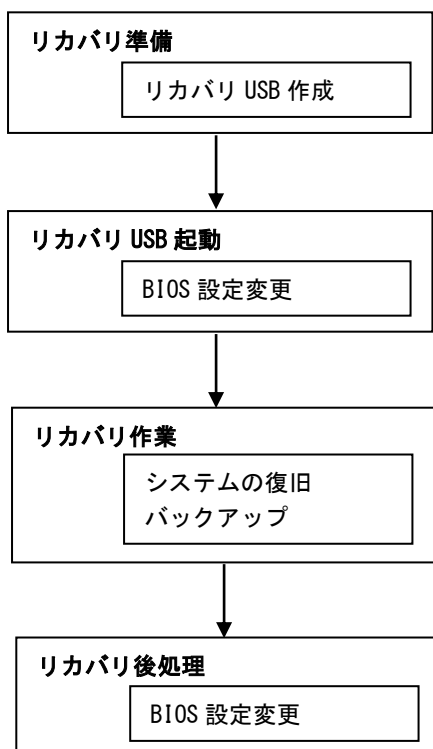 リカバリ準備
リカバリ USB 作成
リカバリ USB 起動
BIOS 設定変更
リカバリ作業
システムの復旧
バックアップ
リカバリ後処理
BIOS 設定変更